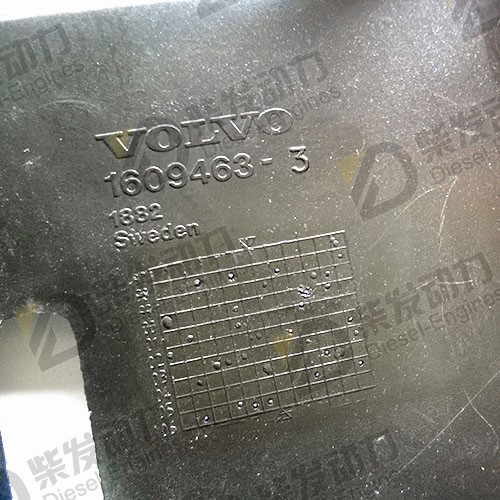 VOLVO
1609463-3
1882
Sweden
柴发动力
Diesel-Engines